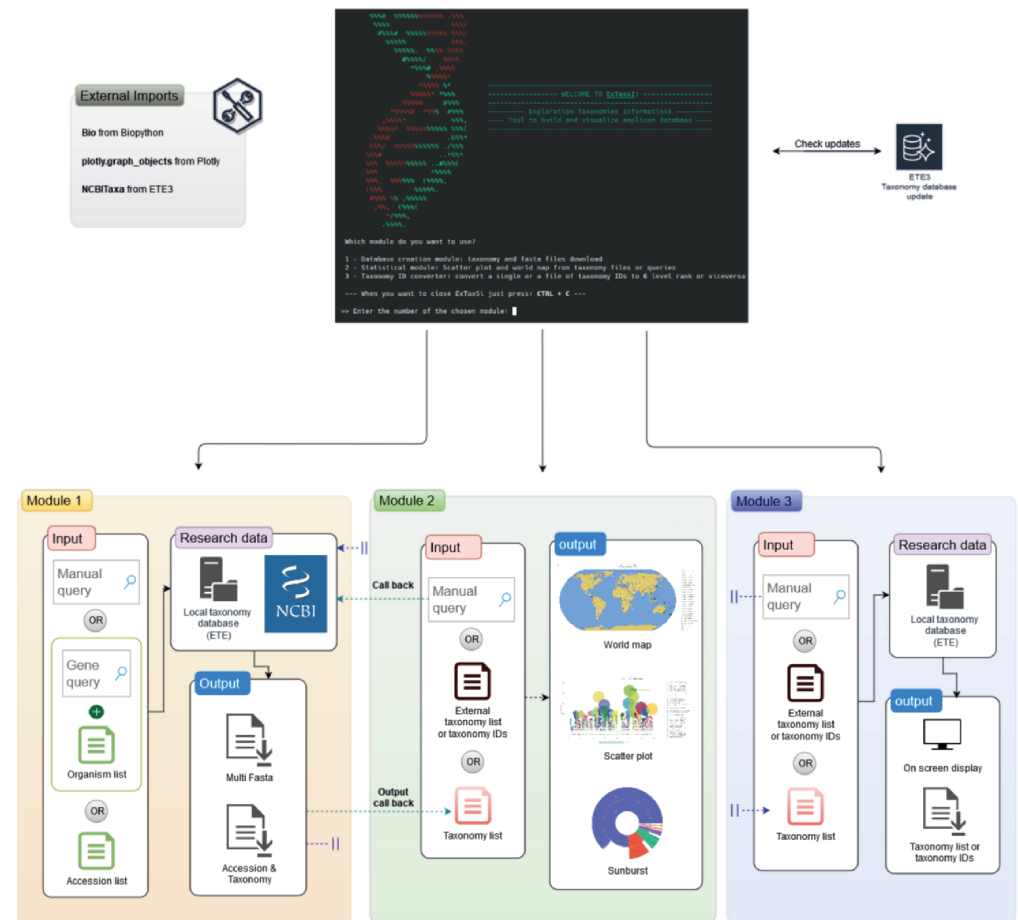 External Imports
Bio from Biopython
plotly.graph_objects from Plotly
NCBITaxa from ETE3
WELCOME TO ExTaxsI!
Exploration Taxonomies Informations
Tool to build and visualize amplicon database
Which module do you want to use?
1 - Database creation module: taxonomy and fasta files download
2 - Statistical module: Scatter plot and world map from taxonomy files or queries
3 - Taxonomy ID converter: convert a single or a file of taxonomy IDs to 6 level rank or viceversa
--- When you want to close ExTaxSi just press: CTRL + C ---
>> Enter the number of the chosen module:
Check updates
ETE3
Taxonomy database
update
Module 1
Input
Manual
query
OR
Gene
query
Organism list
OR
Accession list
Research data
Local taxonomy
database
(ETE)
NCBI
Output
Multi Fasta
Accession &
Taxonomy
Call back
Output
call back
Module 2
Input
Manual
query
OR
External
taxonomy list
or taxonomy IDs
OR
Taxonomy list
output
World map
Scatter plot
Sunburst
Module 3
Input
Manual
query
OR
External
taxonomy list
or taxonomy IDs
OR
Taxonomy list
Research data
Local taxonomy
database
(ETE)
output
On screen display
Taxonomy list or
taxonomy IDs